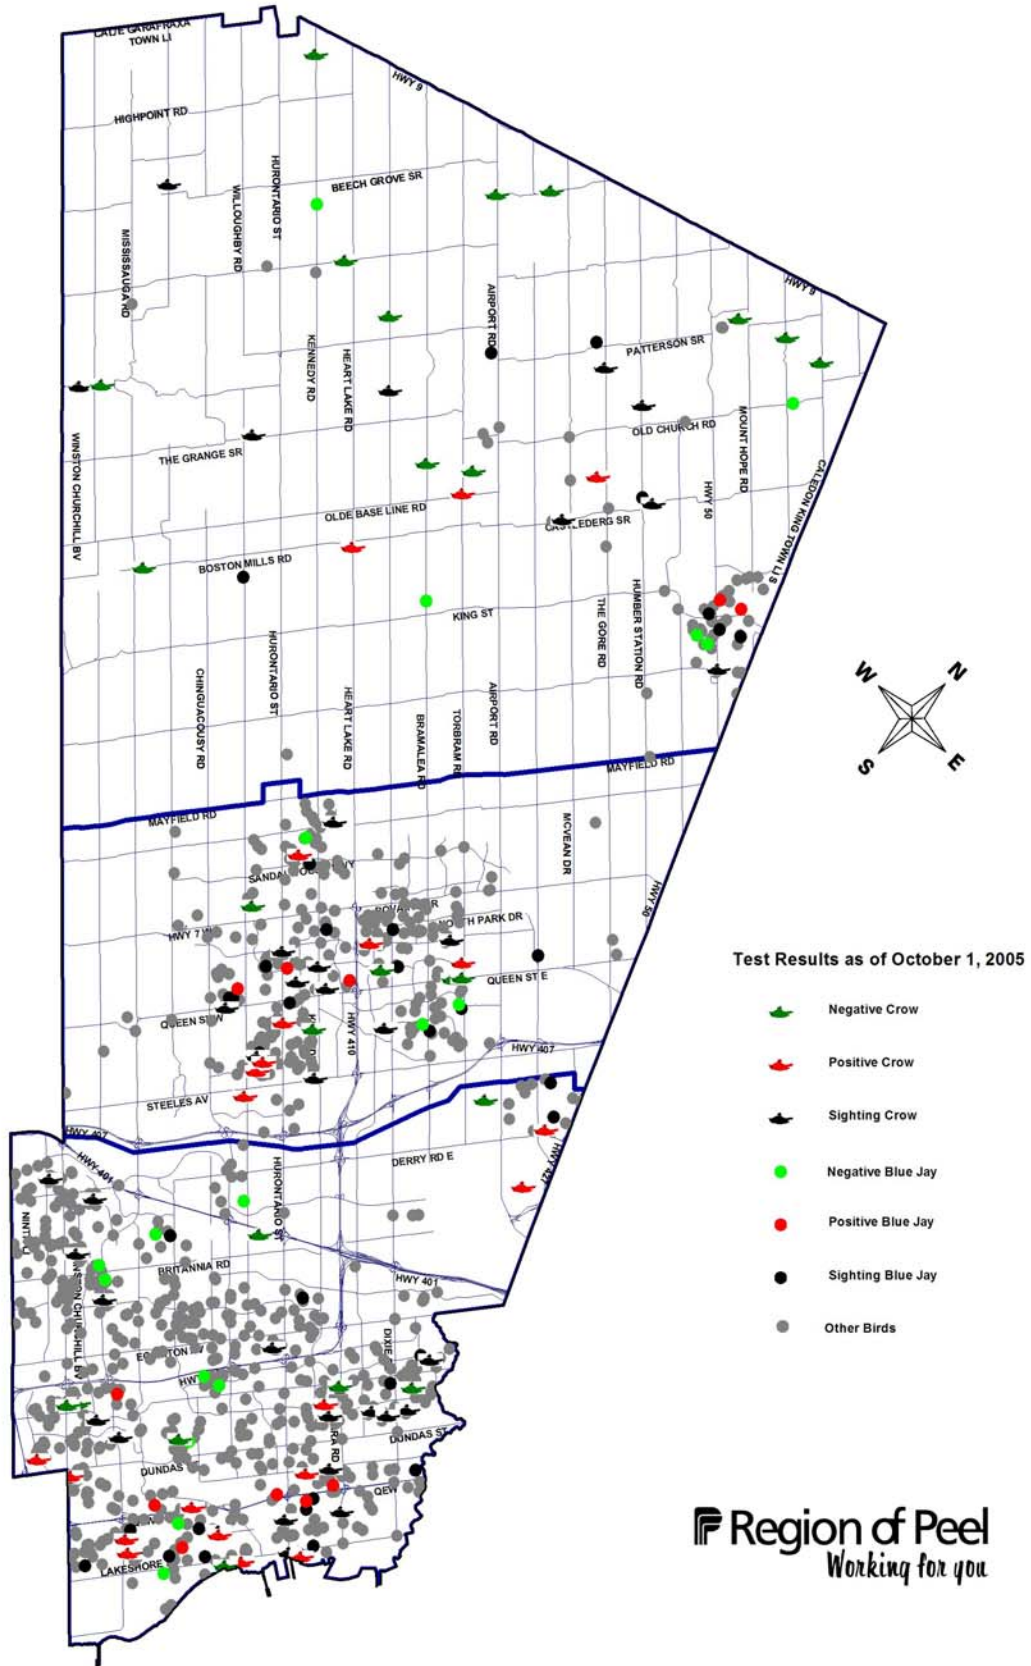 CALE GARAFRAXA
TOWN LI
HWY 9
HIGHPOINT RD
HURONTARIO ST
BEECH GROVE SR
WILLOUGHBY RD
MISSISSAUGA RD
HWY 9
AIRPORT RD
KENNEDY RD
HEART LAKE RD
PATTERSON SR
MOUNT HOPE RD
OLD CHURCH RD
WINSTON CHURCHILL BV
THE GRANGE SR
CALEDON KING TOWN LI S
HWY 50
OLDE BASE LINE RD
CASTLEDERG SR
BOSTON MILLS RD
THE GORE RD
HUMBER STATION RD
KING ST
HURONTARIO ST
CHINGUACOUSY RD
HEART LAKE RD
BRAMALEA RD
TORBRAM RD
AIRPORT RD
W
N
S
E
MAYFIELD RD
MAYFIELD RD
MCVEAN DR
HWY 50
HWY 7
NORTH PARK DR
QUEEN ST E
QUEEN ST W
HWY 410
HWY 407
STEELES AV
HWY 407
HWY 401
DERRY RD E
HWY 427
HURONTARIO ST
BRITANNIA RD
HWY 401
DIXIE
HWY
DUNDAS ST
DUNDAS
QEW
LAKESHORE
Test Results as of October 1, 2005
Negative Crow
Positive Crow
Sighting Crow
Negative Blue Jay
Positive Blue Jay
Sighting Blue Jay
Other Birds
Region of Peel
Working for you